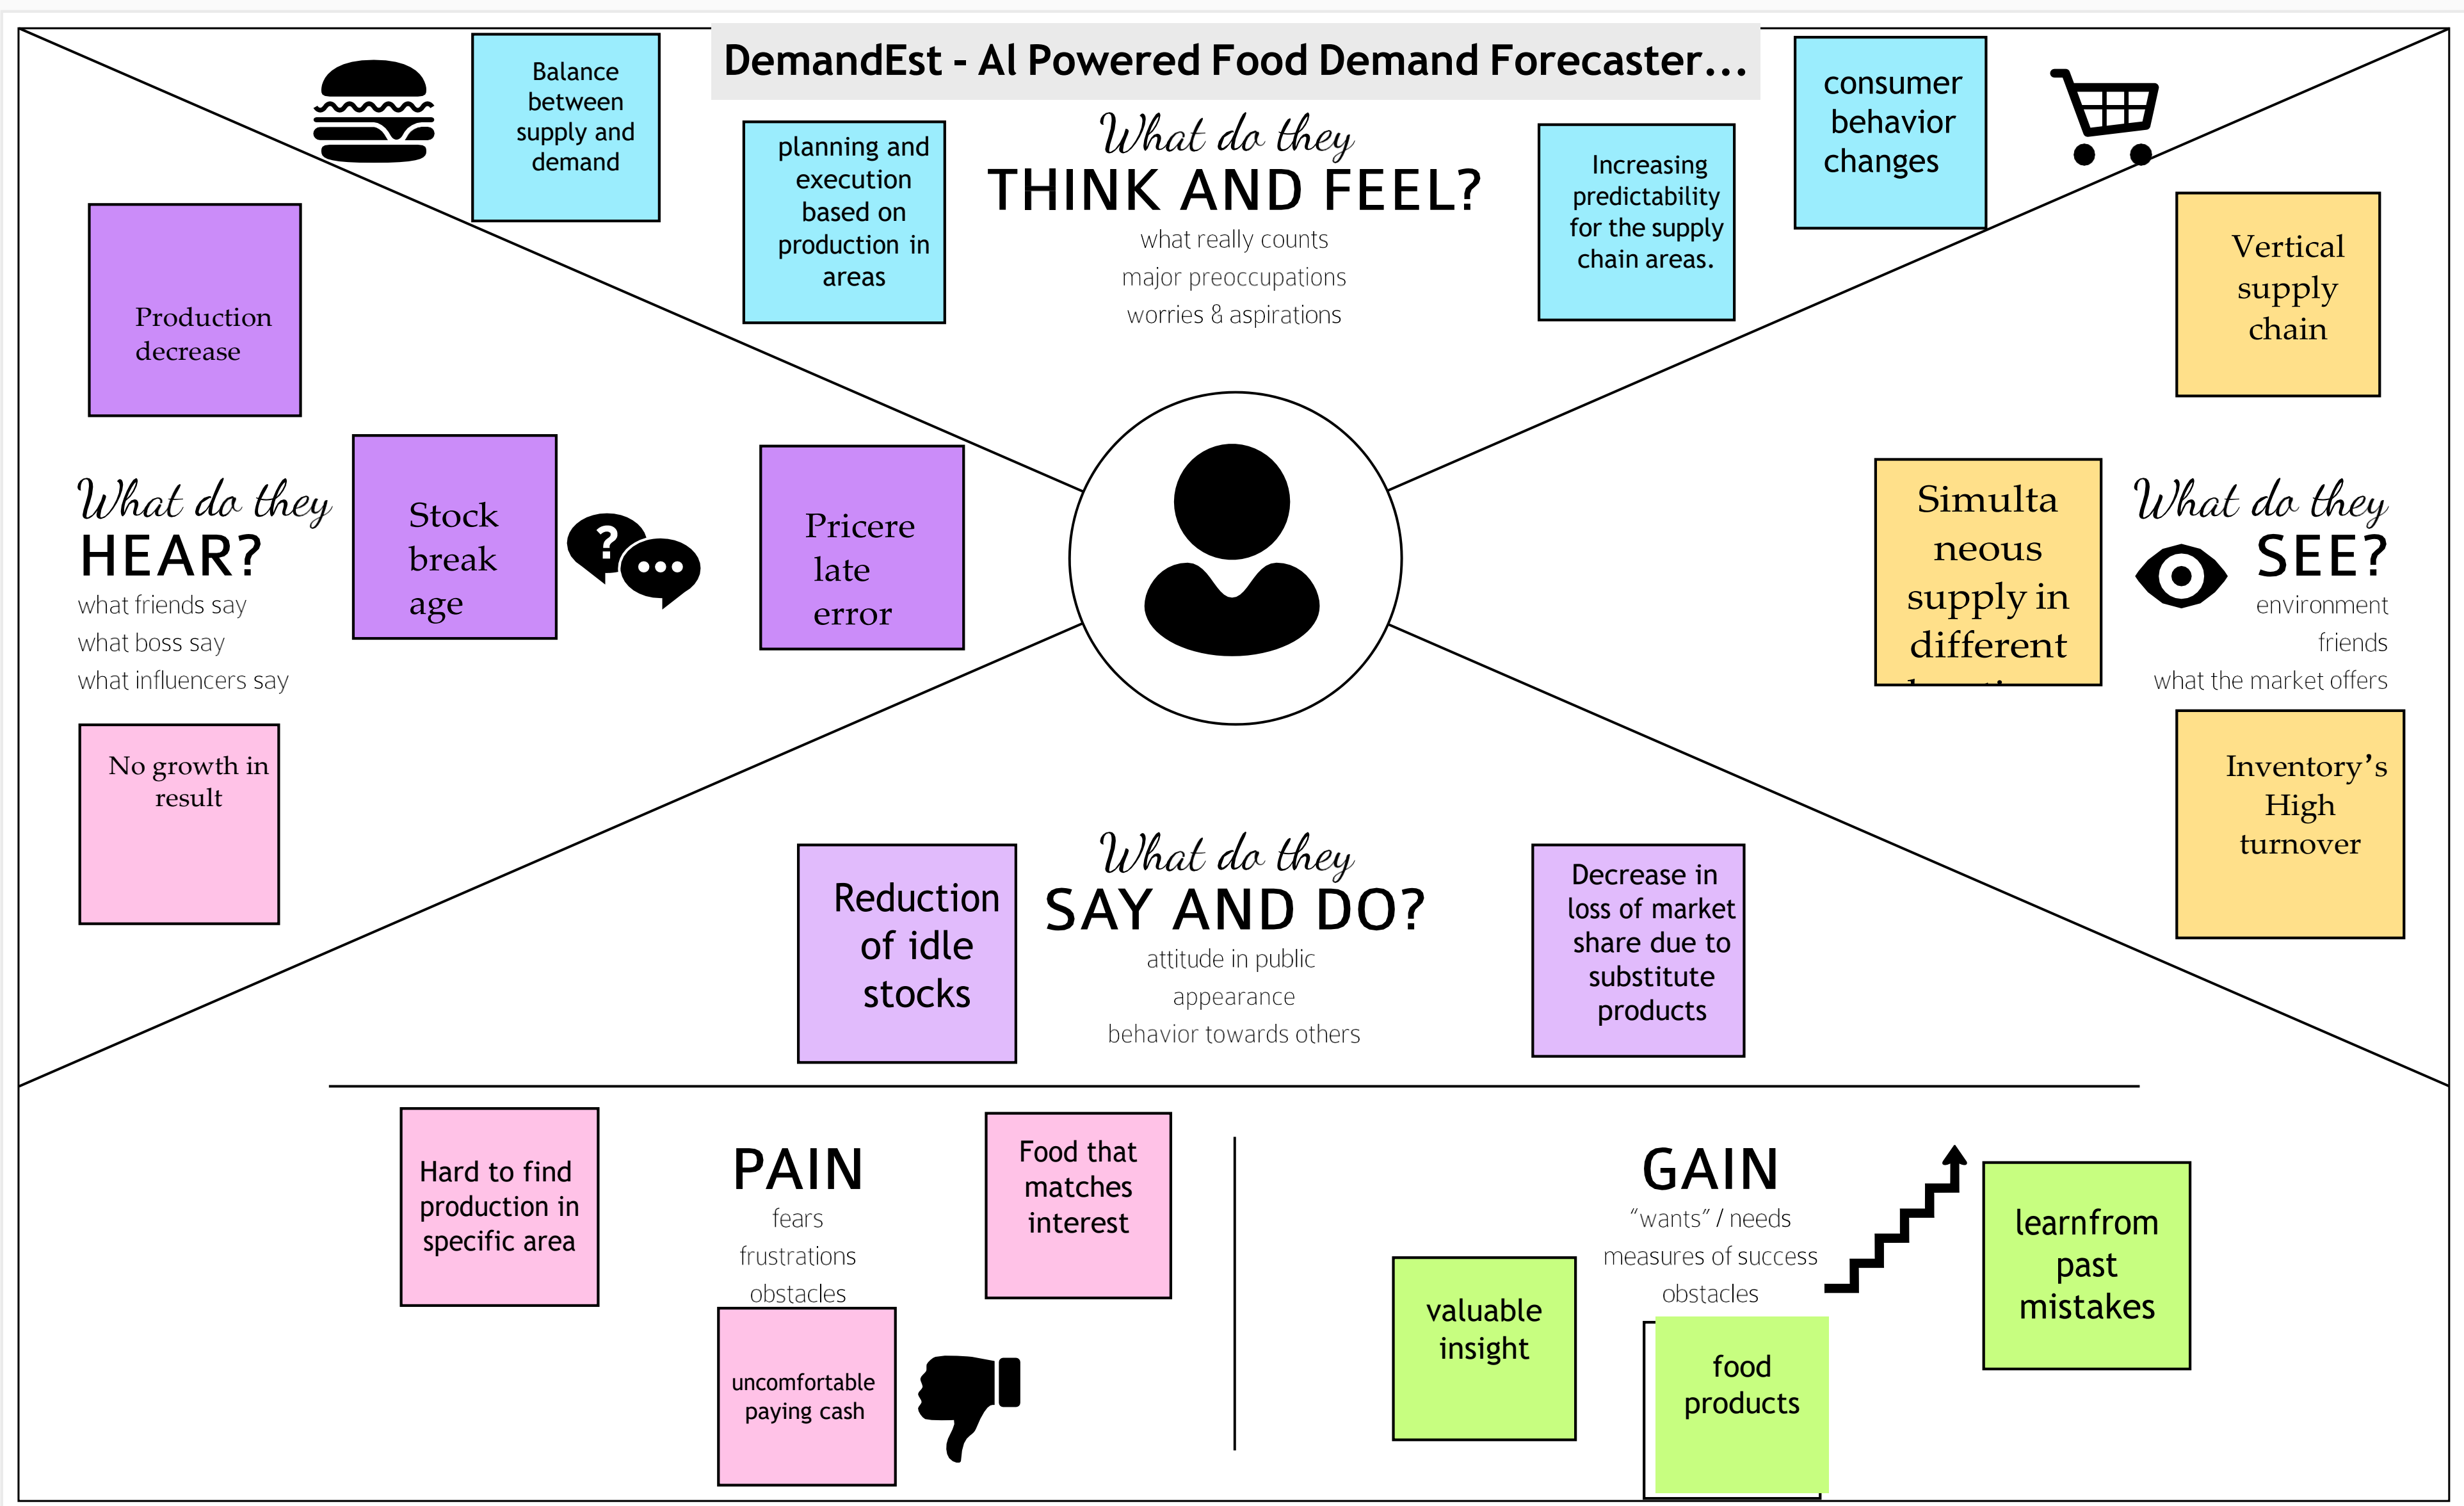 DemandEst - AI Powered Food Demand Forecaster...
Balance
between
supply and
demand
planning and
execution
based on
production in
areas
What do they
THINK AND FEEL?
what really counts
major preoccupations
worries & aspirations
Increasing
predictability
for the supply
chain areas.
consumer
behavior
changes
Production
decrease
What do they
HEAR?
what friends say
what boss say
what influencers say
Stock
break
age
?
Pricere
late
error
No growth in
result
Vertical
supply
chain
Simulta
neous
supply in
different
What do they
SEE?
environment
friends
what the market offers
Inventory’s
High
turnover
Reduction
of idle
stocks
What do they
SAY AND DO?
attitude in public
appearance
behavior towards others
Decrease in
loss of market
share due to
substitute
products
Hard to find
production in
specific area
PAIN
fears
frustrations
obstacles
Food that
matches
interest
uncomfortable
paying cash
GAIN
“wants” / needs
measures of success
obstacles
valuable
insight
food
products
learnfrom
past
mistakes